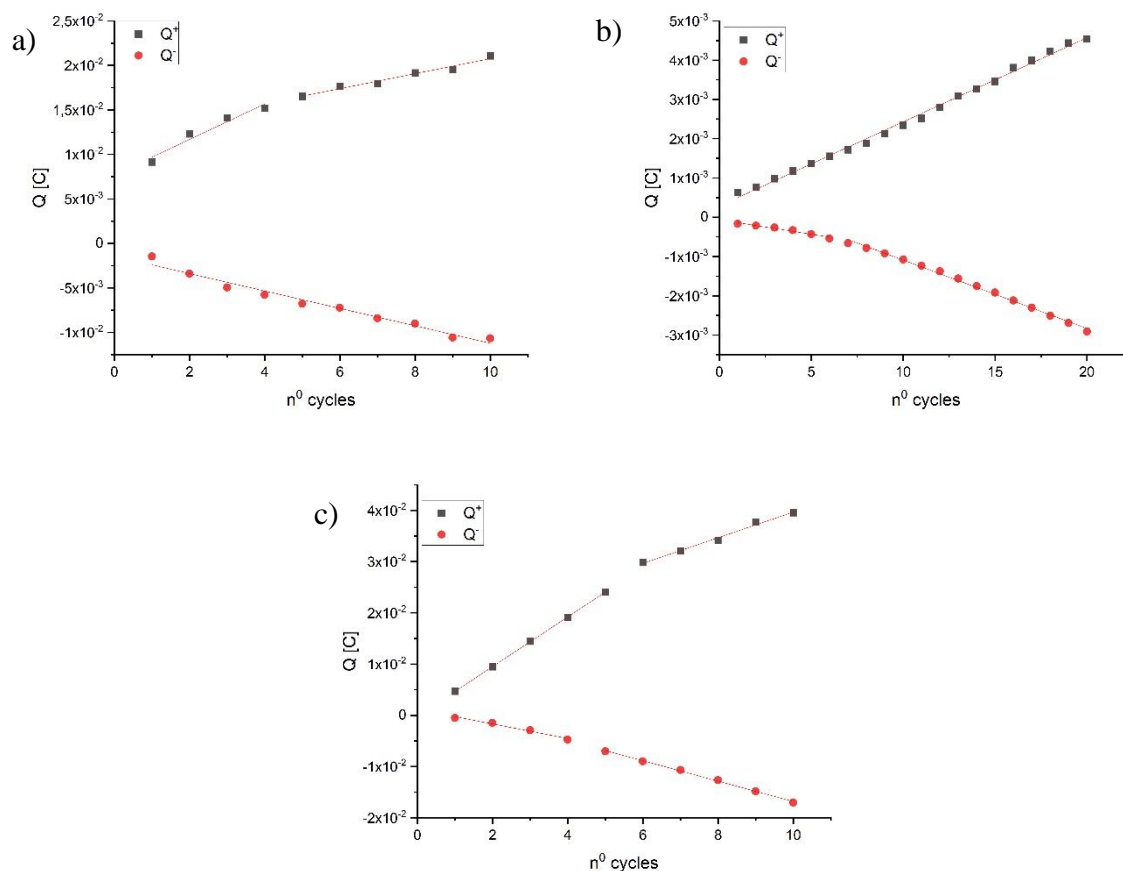 a)
Q⁺
Q⁻
2,5x10⁻²
2x10⁻²
1,5x10⁻²
1x10⁻²
5x10⁻³
0
-5x10⁻³
-1x10⁻²
Q [C]
0 2 4 6 8 10
n⁰ cycles
b)
Q⁺
Q⁻
5x10⁻³
4x10⁻³
3x10⁻³
2x10⁻³
1x10⁻³
0
-1x10⁻³
-2x10⁻³
-3x10⁻³
Q [C]
0 5 10 15 20
n⁰ cycles
c)
Q⁺
Q⁻
4x10⁻²
3x10⁻²
2x10⁻²
1x10⁻²
0
-1x10⁻²
-2x10⁻²
Q [C]
0 2 4 6 8 10
n⁰ cycles